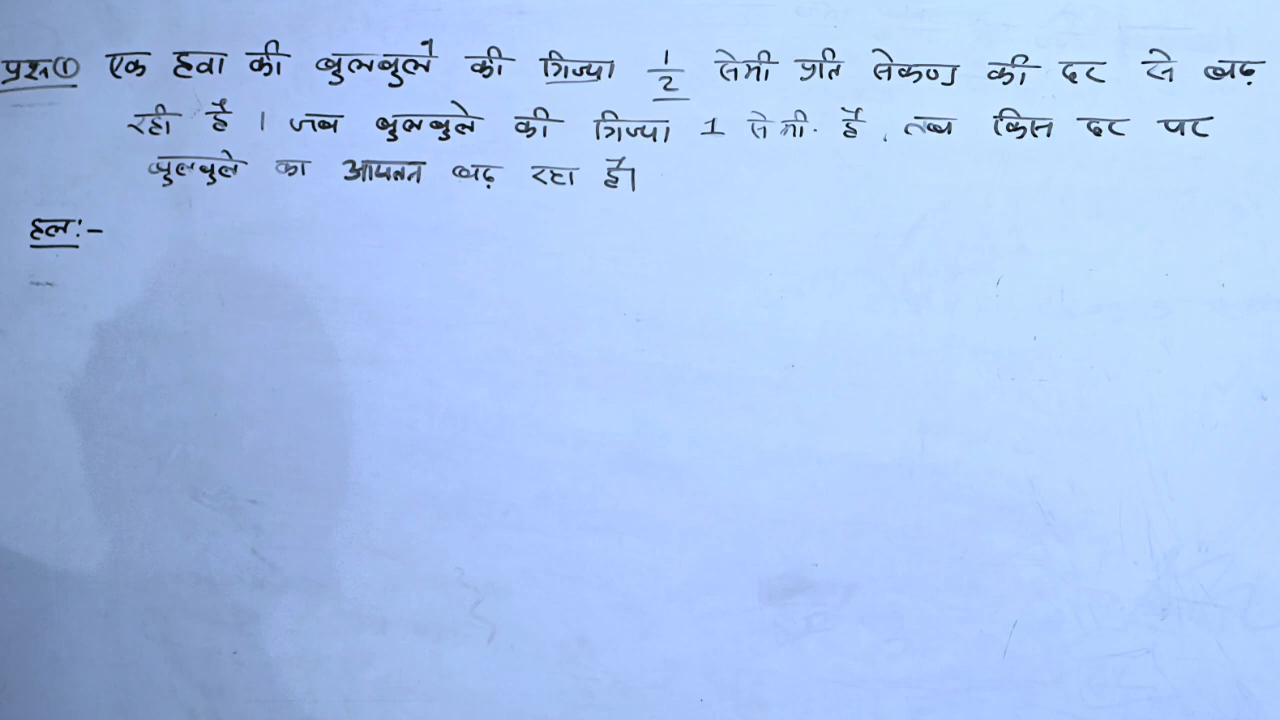 प्रश्न① एक हवा की बुलबुले की त्रिज्या 1/2 सेमी प्रति सेकण्ड की दर से बढ़
रही है । जब बुलबुले की त्रिज्या 1 सेमी. है, तब किस दर पर
बुलबुले का आयतन बढ़ रहा है।
हल:-